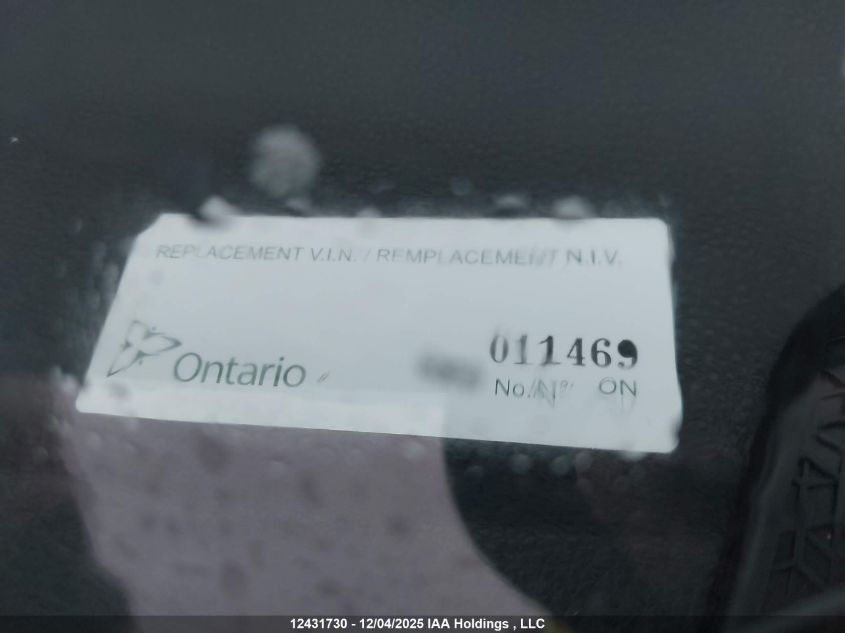 REPLACEMENT V.I.N. / REMPLACEMENT N.I.V.
011469
Ontario
No./N° ON
12431730 - 12/04/2025 IAA Holdings , LLC